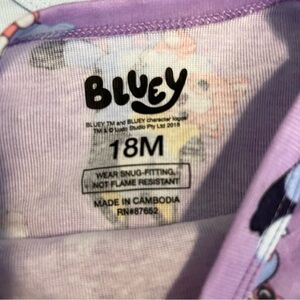 BLUEY
BLUEY TM and BLUEY character logos
TM & © Ludo Studio Pty Ltd 2018
18M
WEAR SNUG-FITTING,
NOT FLAME RESISTANT
MADE IN CAMBODIA
RN#87652